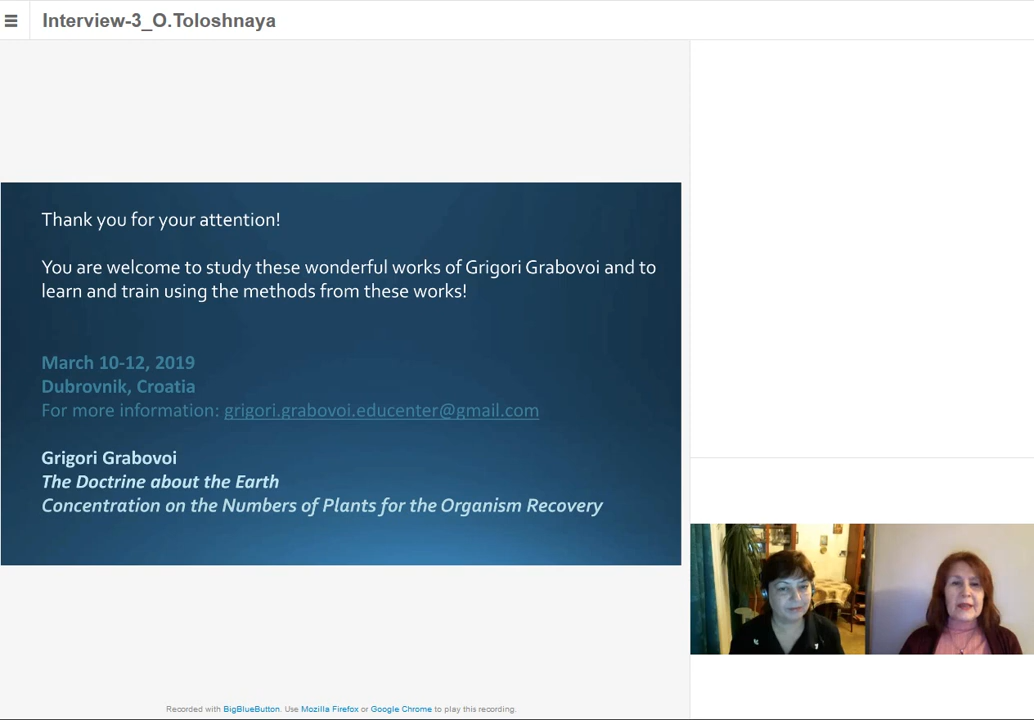 Interview-3_O.Toloshnaya
Thank you for your attention!
You are welcome to study these wonderful works of Grigori Grabovoi and to
learn and train using the methods from these works!
March 10-12, 2019
Dubrovnik, Croatia
For more information: grigori.grabovoi.educenter@gmail.com
Grigori Grabovoi
The Doctrine about the Earth
Concentration on the Numbers of Plants for the Organism Recovery
Recorded with BigBlueButton. Use Mozilla Firefox or Google Chrome to play this recording.